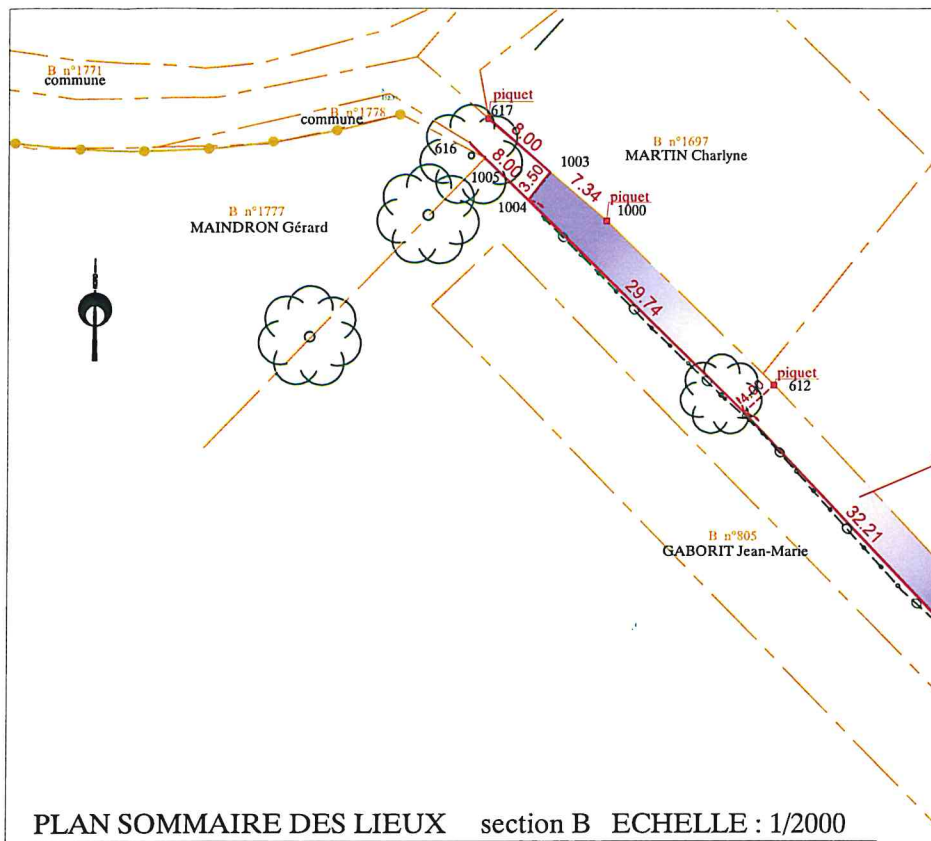 B n°1771
commune
B n°1778
commune
piquet
617
8.00
616
8.00
1005
3.50
1003
7.34
1004
B n°1697
MARTIN Charlyne
piquet
1000
B n°1777
MAINDRON Gérard
29.74
piquet
612
4.00
32.21
B n°805
GABORIT Jean-Marie
PLAN SOMMAIRE DES LIEUX section B ECHELLE : 1/2000